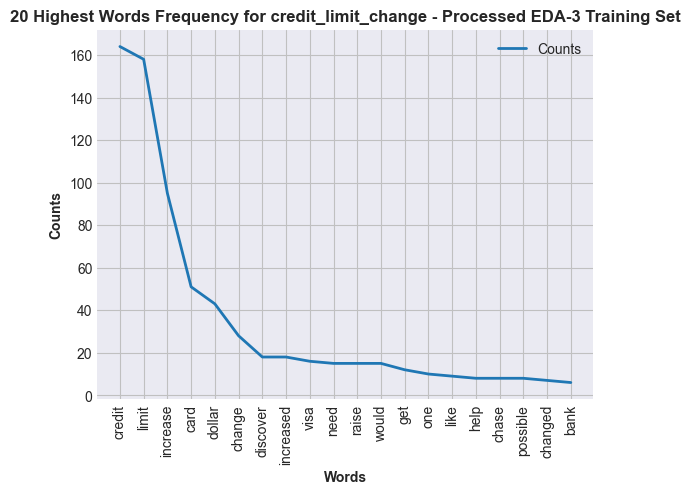 20 Highest Words Frequency for credit_limit_change - Processed EDA-3 Training Set
Counts
160
140
120
100
80
60
40
20
0
Counts
credit
limit
increase
card
dollar
change
discover
increased
visa
need
raise
would
get
one
like
help
chase
possible
changed
bank
Words